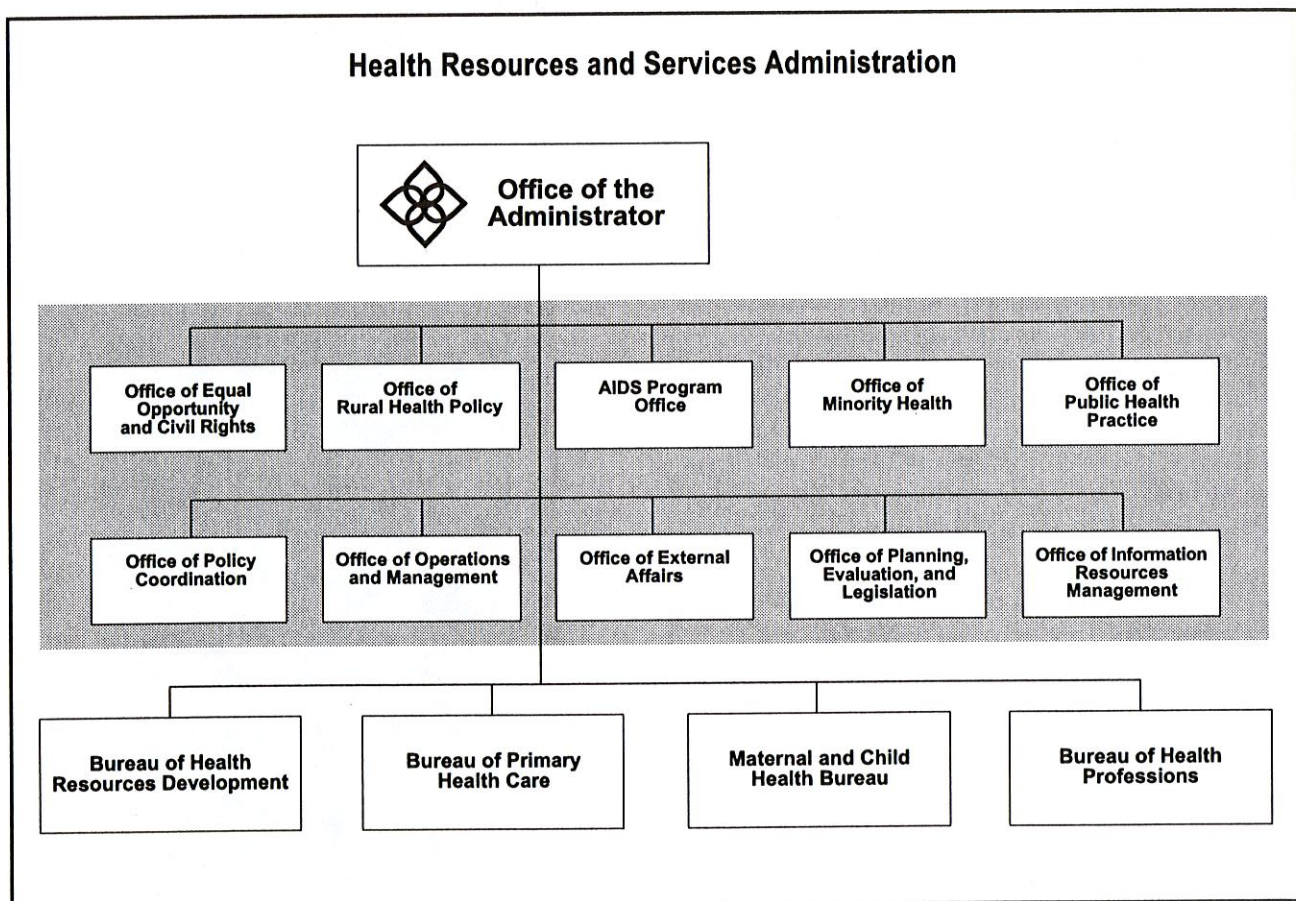 Health Resources and Services Administration
Office of the
Administrator
Office of Equal
Opportunity
and Civil Rights
Office of
Rural Health Policy
AIDS Program
Office
Office of
Minority Health
Office of
Public Health
Practice
Office of Policy
Coordination
Office of Operations
and Management
Office of External
Affairs
Office of Planning,
Evaluation, and
Legislation
Office of Information
Resources
Management
Bureau of Health
Resources Development
Bureau of Primary
Health Care
Maternal and Child
Health Bureau
Bureau of Health
Professions